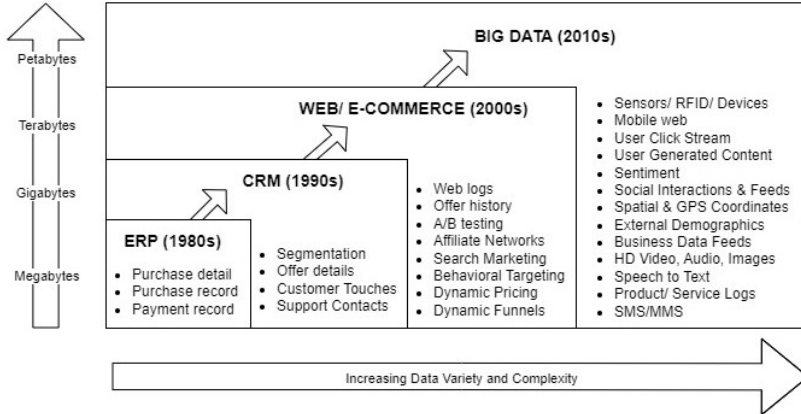 Petabytes
Terabytes
Gigabytes
Megabytes
BIG DATA (2010s)
Sensors/ RFID/ Devices
Mobile web
User Click Stream
User Generated Content
Sentiment
Social Interactions & Feeds
Spatial & GPS Coordinates
External Demographics
Business Data Feeds
HD Video, Audio, Images
Speech to Text
Product/ Service Logs
SMS/MMS
WEB/ E-COMMERCE (2000s)
Web logs
Offer history
A/B testing
Affiliate Networks
Search Marketing
Behavioral Targeting
Dynamic Pricing
Dynamic Funnels
CRM (1990s)
Segmentation
Offer details
Customer Touches
Support Contacts
ERP (1980s)
Purchase detail
Purchase record
Payment record
Increasing Data Variety and Complexity